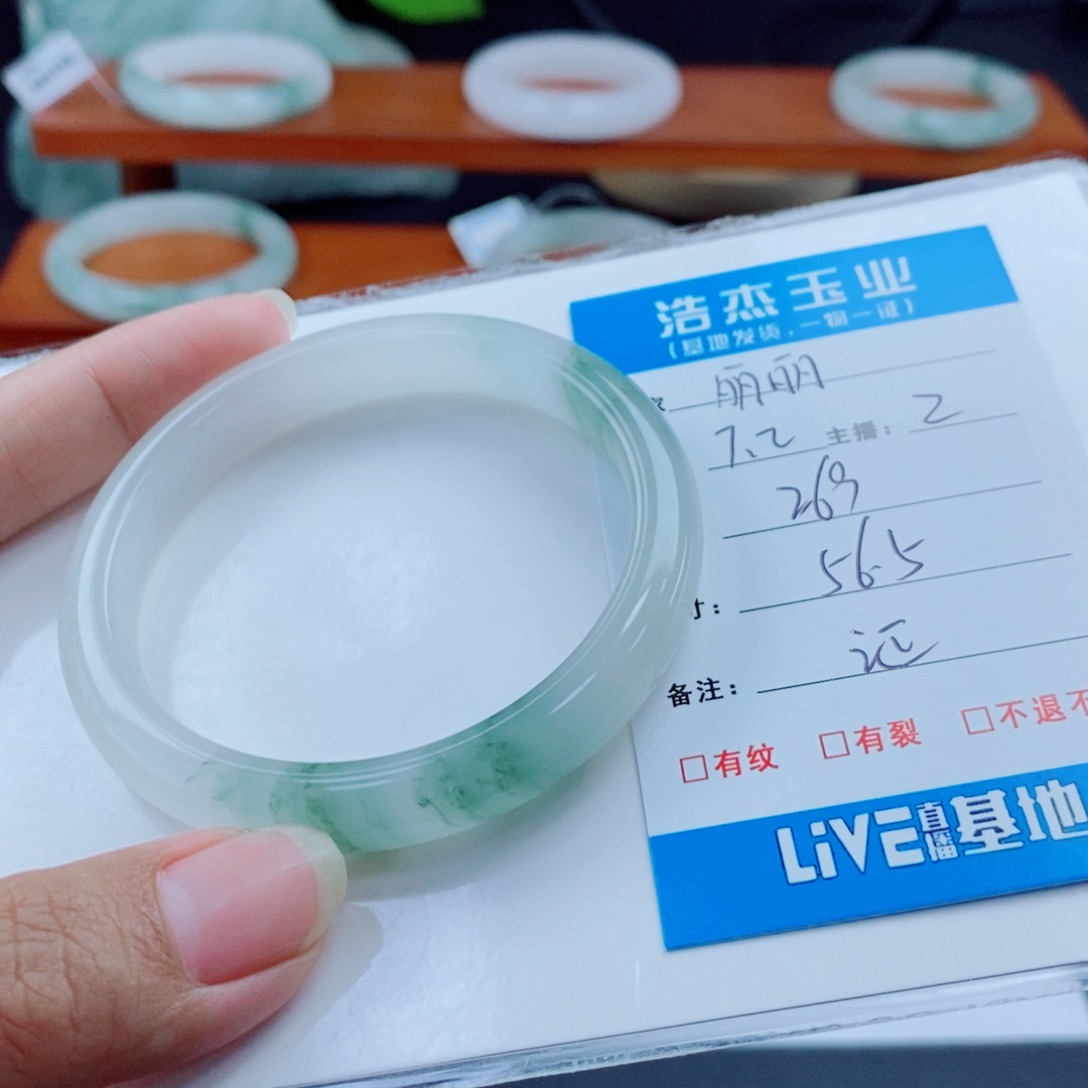 浩杰玉业
(基地发货,一物一证)
丽丽
7.2 主播: 2
56.5
寸:
备注: 证
□有纹 □有裂 □不退不
LiVE直播基地